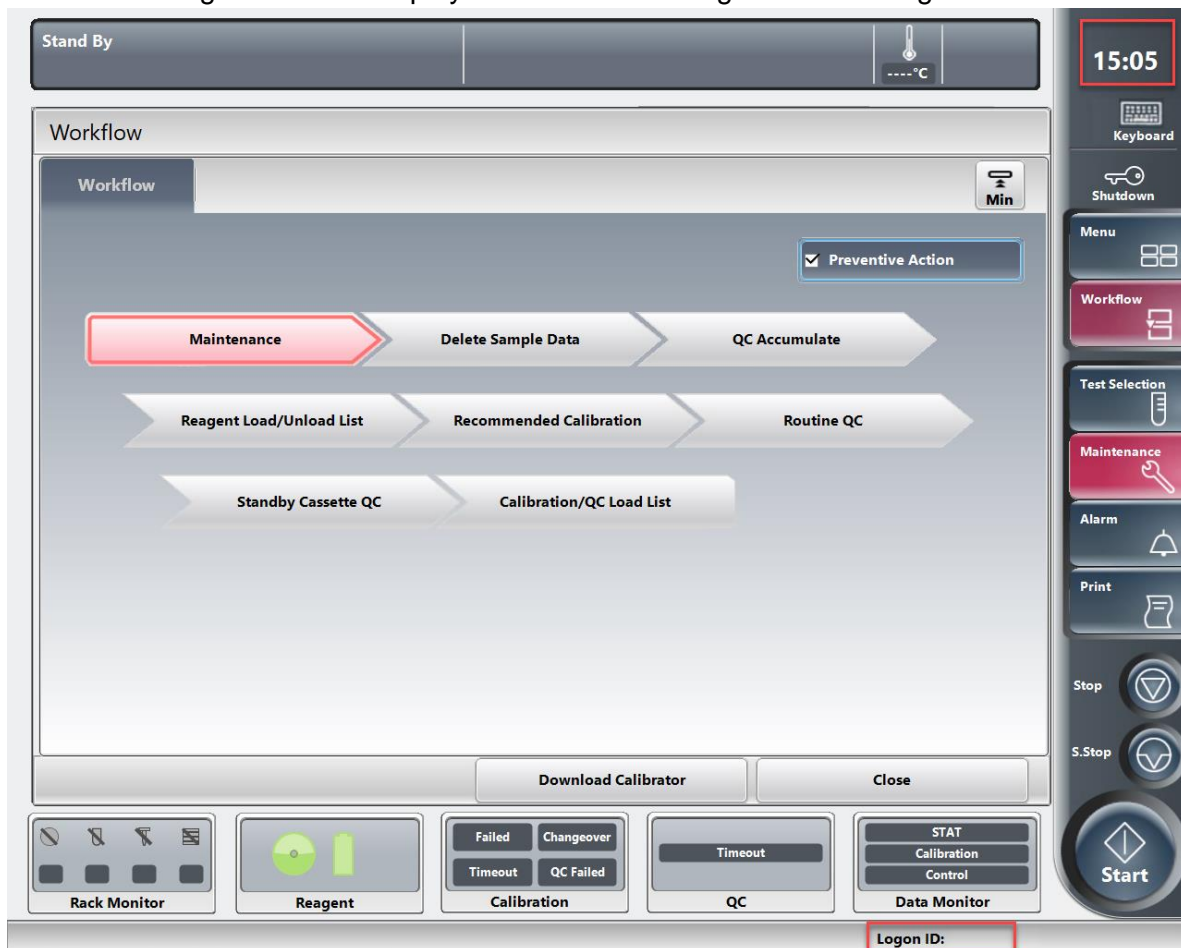 Stand By
----°C
15:05
Keyboard
Workflow
Workflow
Min
Shutdown
Menu
Preventive Action
Workflow
Maintenance
Delete Sample Data
QC Accumulate
Test Selection
Reagent Load/Unload List
Recommended Calibration
Routine QC
Maintenance
Standby Cassette QC
Calibration/QC Load List
Alarm
Print
Stop
S.Stop
Download Calibrator
Close
Failed
Changeover
Timeout
QC Failed
Timeout
STAT
Calibration
Control
Start
Rack Monitor
Reagent
Calibration
QC
Data Monitor
Logon ID: